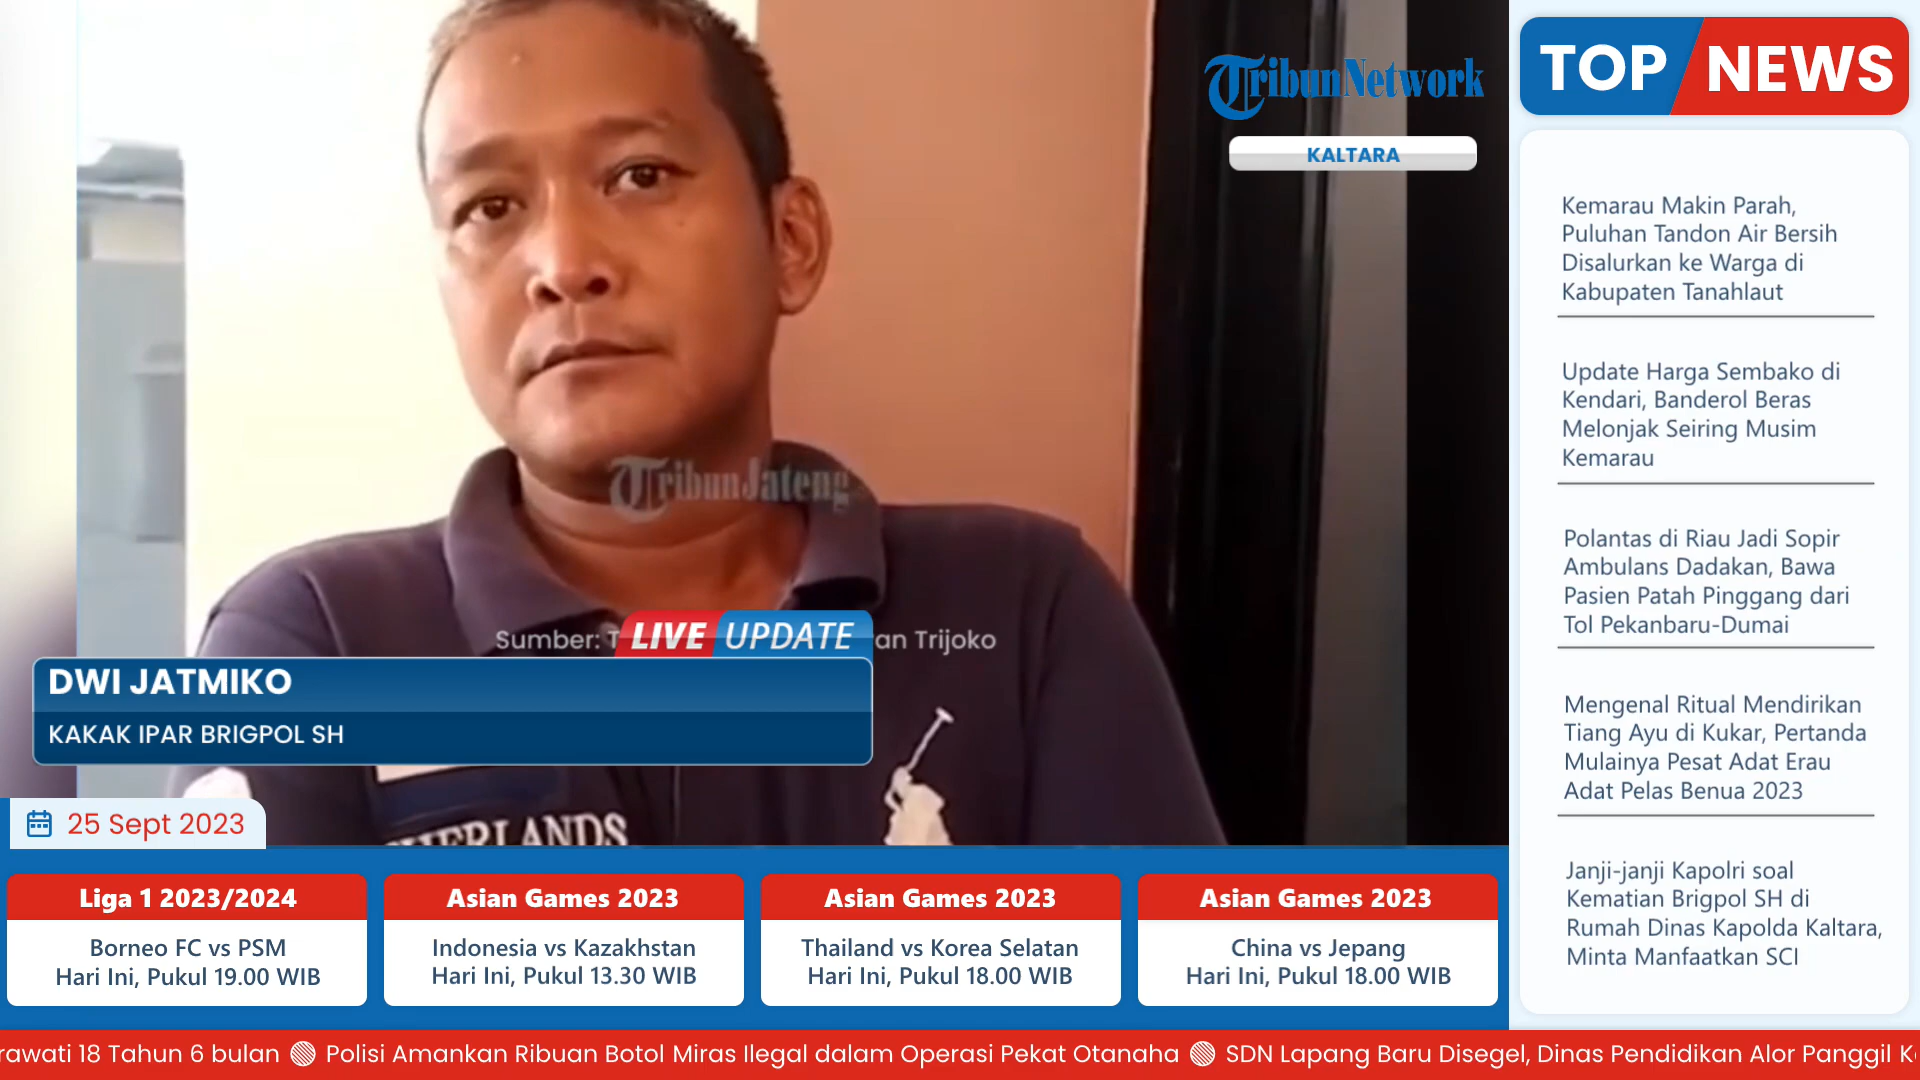 TribunNetwork
KALTARA
TribunJateng
Sumber: T
an Trijoko
LIVE UPDATE
DWI JATMIKO
KAKAK IPAR BRIGPOL SH
THERLANDS
25 Sept 2023
Liga 1 2023/2024
Borneo FC vs PSM
Hari Ini, Pukul 19.00 WIB
Asian Games 2023
Indonesia vs Kazakhstan
Hari Ini, Pukul 13.30 WIB
Asian Games 2023
Thailand vs Korea Selatan
Hari Ini, Pukul 18.00 WIB
Asian Games 2023
China vs Jepang
Hari Ini, Pukul 18.00 WIB
TOP NEWS
Kemarau Makin Parah,
Puluhan Tandon Air Bersih
Disalurkan ke Warga di
Kabupaten Tanahlaut
Update Harga Sembako di
Kendari, Banderol Beras
Melonjak Seiring Musim
Kemarau
Polantas di Riau Jadi Sopir
Ambulans Dadakan, Bawa
Pasien Patah Pinggang dari
Tol Pekanbaru-Dumai
Mengenal Ritual Mendirikan
Tiang Ayu di Kukar, Pertanda
Mulainya Pesat Adat Erau
Adat Pelas Benua 2023
Janji-janji Kapolri soal
Kematian Brigpol SH di
Rumah Dinas Kapolda Kaltara,
Minta Manfaatkan SCI
rawati 18 Tahun 6 bulan Polisi Amankan Ribuan Botol Miras Ilegal dalam Operasi Pekat Otanaha SDN Lapang Baru Disegel, Dinas Pendidikan Alor Panggil K